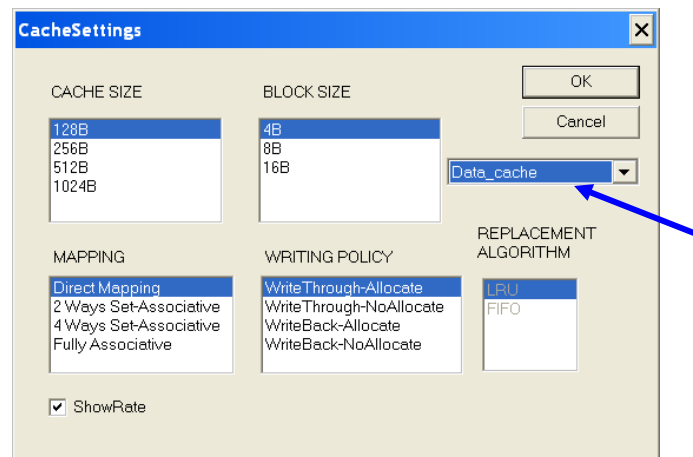 CacheSettings
CACHE SIZE
128B
256B
512B
1024B
BLOCK SIZE
4B
8B
16B
OK
Cancel
Data_cache
MAPPING
Direct Mapping
2 Ways Set-Associative
4 Ways Set-Associative
Fully Associative
WRITING POLICY
WriteThrough-Allocate
WriteThrough-NoAllocate
WriteBack-Allocate
WriteBack-NoAllocate
REPLACEMENT
ALGORITHM
LRU
FIFO
ShowRate